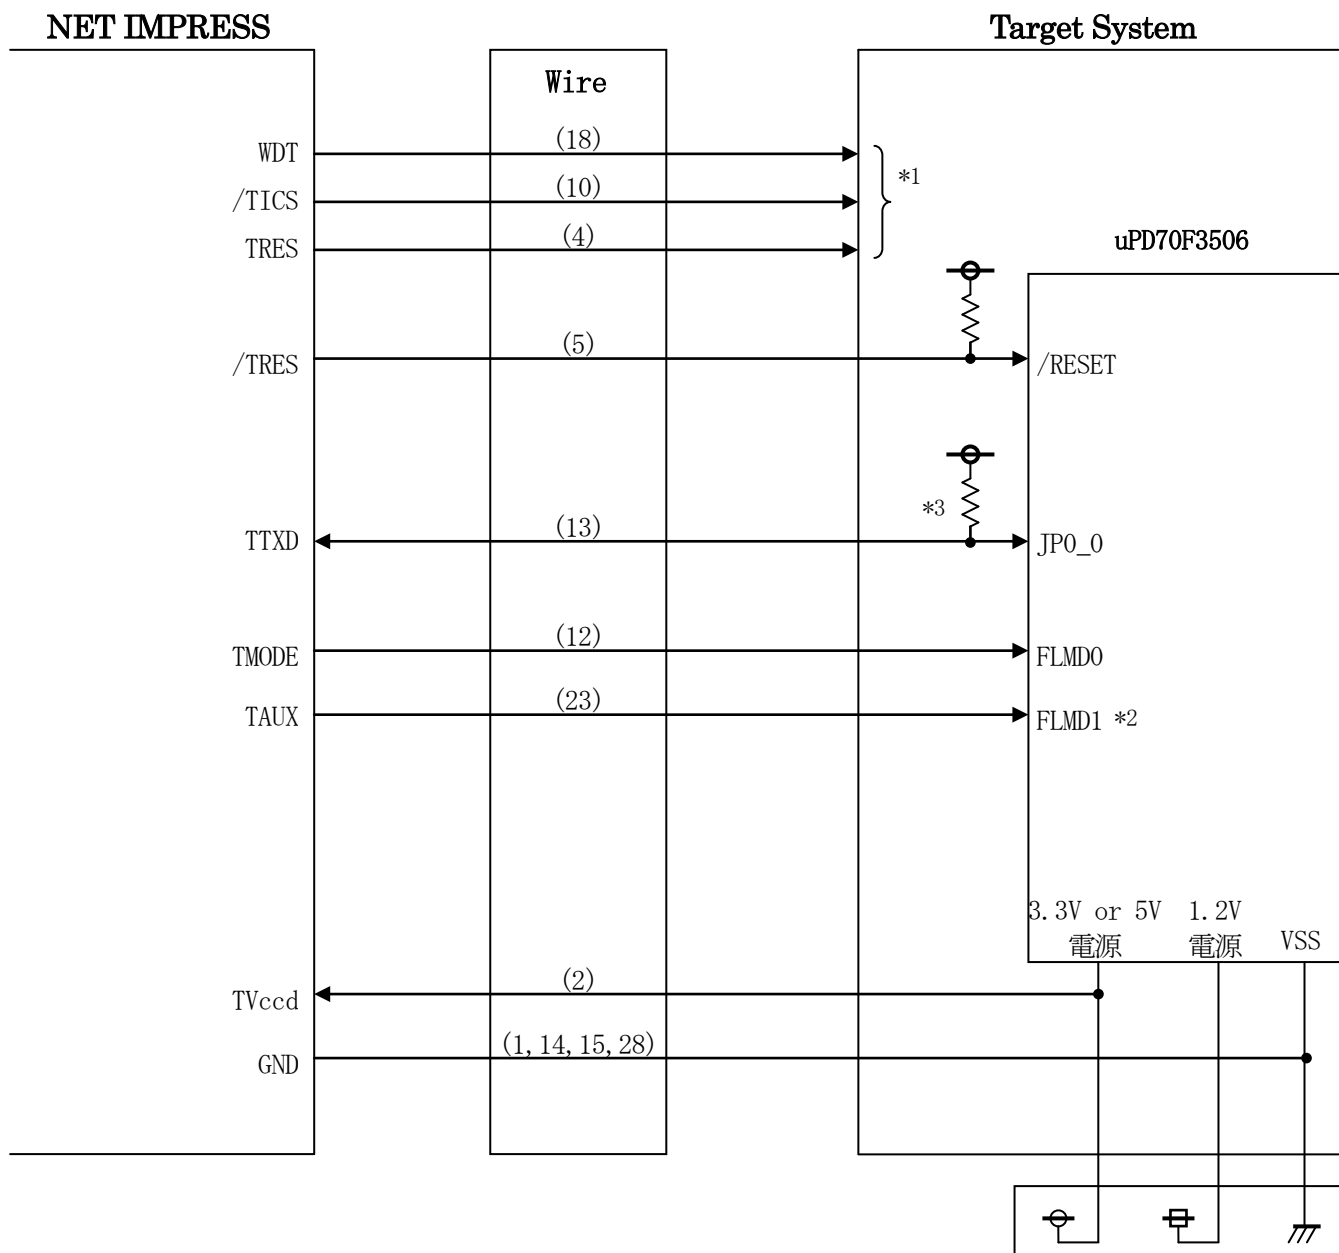 NET IMPRESS
Target System
Wire
WDT
(18)
*1
/TICS
(10)
TRES
(4)
uPD70F3506
/TRES
(5)
/RESET
*3
TTXD
(13)
JP0_0
TMODE
(12)
FLMD0
TAUX
(23)
FLMD1 *2
3.3V or 5V
電源
1.2V
電源
VSS
TVccd
(2)
GND
(1,14,15,28)